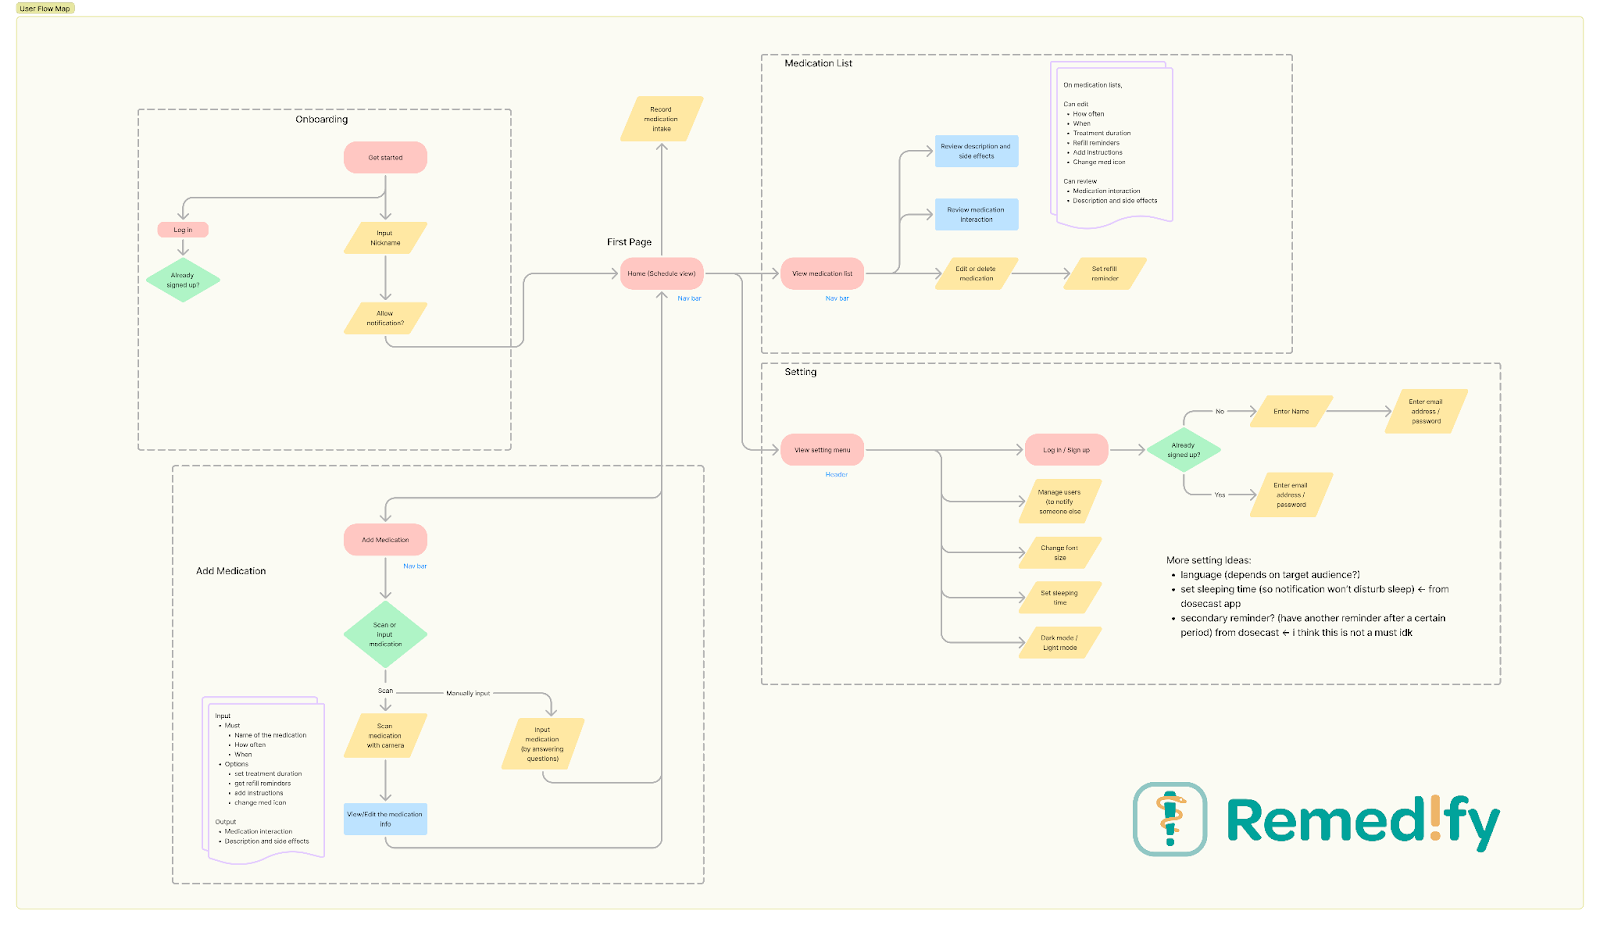 User Flow Map
Onboarding
Get started
Log in
Already
signed up?
Input
Nickname
Allow
notification?
Record
medication
intake
First Page
Home (Schedule view)
Nav bar
Medication List
On medication lists,
Can edit
• How often
• When
• Treatment duration
• Refill reminders
• Add Instructions
• Change med icon
Can review
• Medication interaction
• Description and side effects
Review description and
side effects
Review medication
interaction
View medication list
Nav bar
Edit or delete
medication
Set refill
reminder
Setting
View setting menu
Header
Log in / Sign up
Already
signed up?
No
Enter Name
Enter email
address /
password
Yes
Enter email
address /
password
Manage users
(to notify
someone else
Change font
size
Set sleeping
time
Dark mode /
Light mode
More setting ideas:
• language (depends on target audience?)
• set sleeping time (so notification won't disturb sleep) ← from
dosecast app
• secondary reminder? (have another reminder after a certain
period) from dosecast ← i think this is not a must idk
Add Medication
Add Medication
Nav bar
Scan or
input
medication
Scan
Manually input
Scan
medication
with camera
Input
medication
(by answering
questions)
View/Edit the medication
info
Input
• Must
• Name of the medication
• How often
• When
• Options
• set treatment duration
• get refill reminders
• add instructions
• change med icon
Output
• Medication interaction
• Description and side effects
Remed!fy